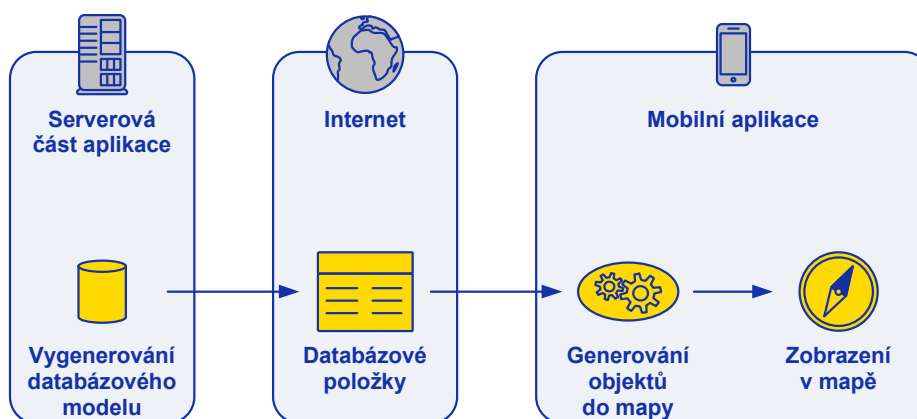 Serverová
část aplikace
Internet
Mobilní aplikace
Vygenerování
databázového
modelu
Databázové
položky
Generování
objektů
do mapy
Zobrazení
v mapě